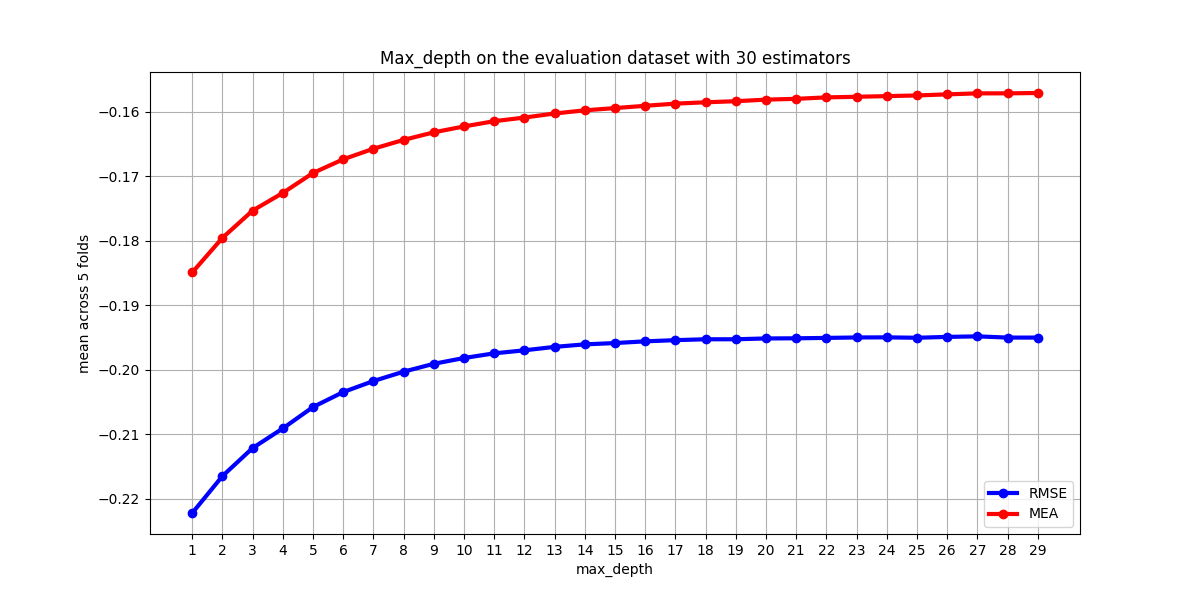 Max_depth on the evaluation dataset with 30 estimators
mean across 5 folds
−0.16
−0.17
−0.18
−0.19
−0.20
−0.21
−0.22
RMSE
MEA
1 2 3 4 5 6 7 8 9 10 11 12 13 14 15 16 17 18 19 20 21 22 23 24 25 26 27 28 29
max_depth